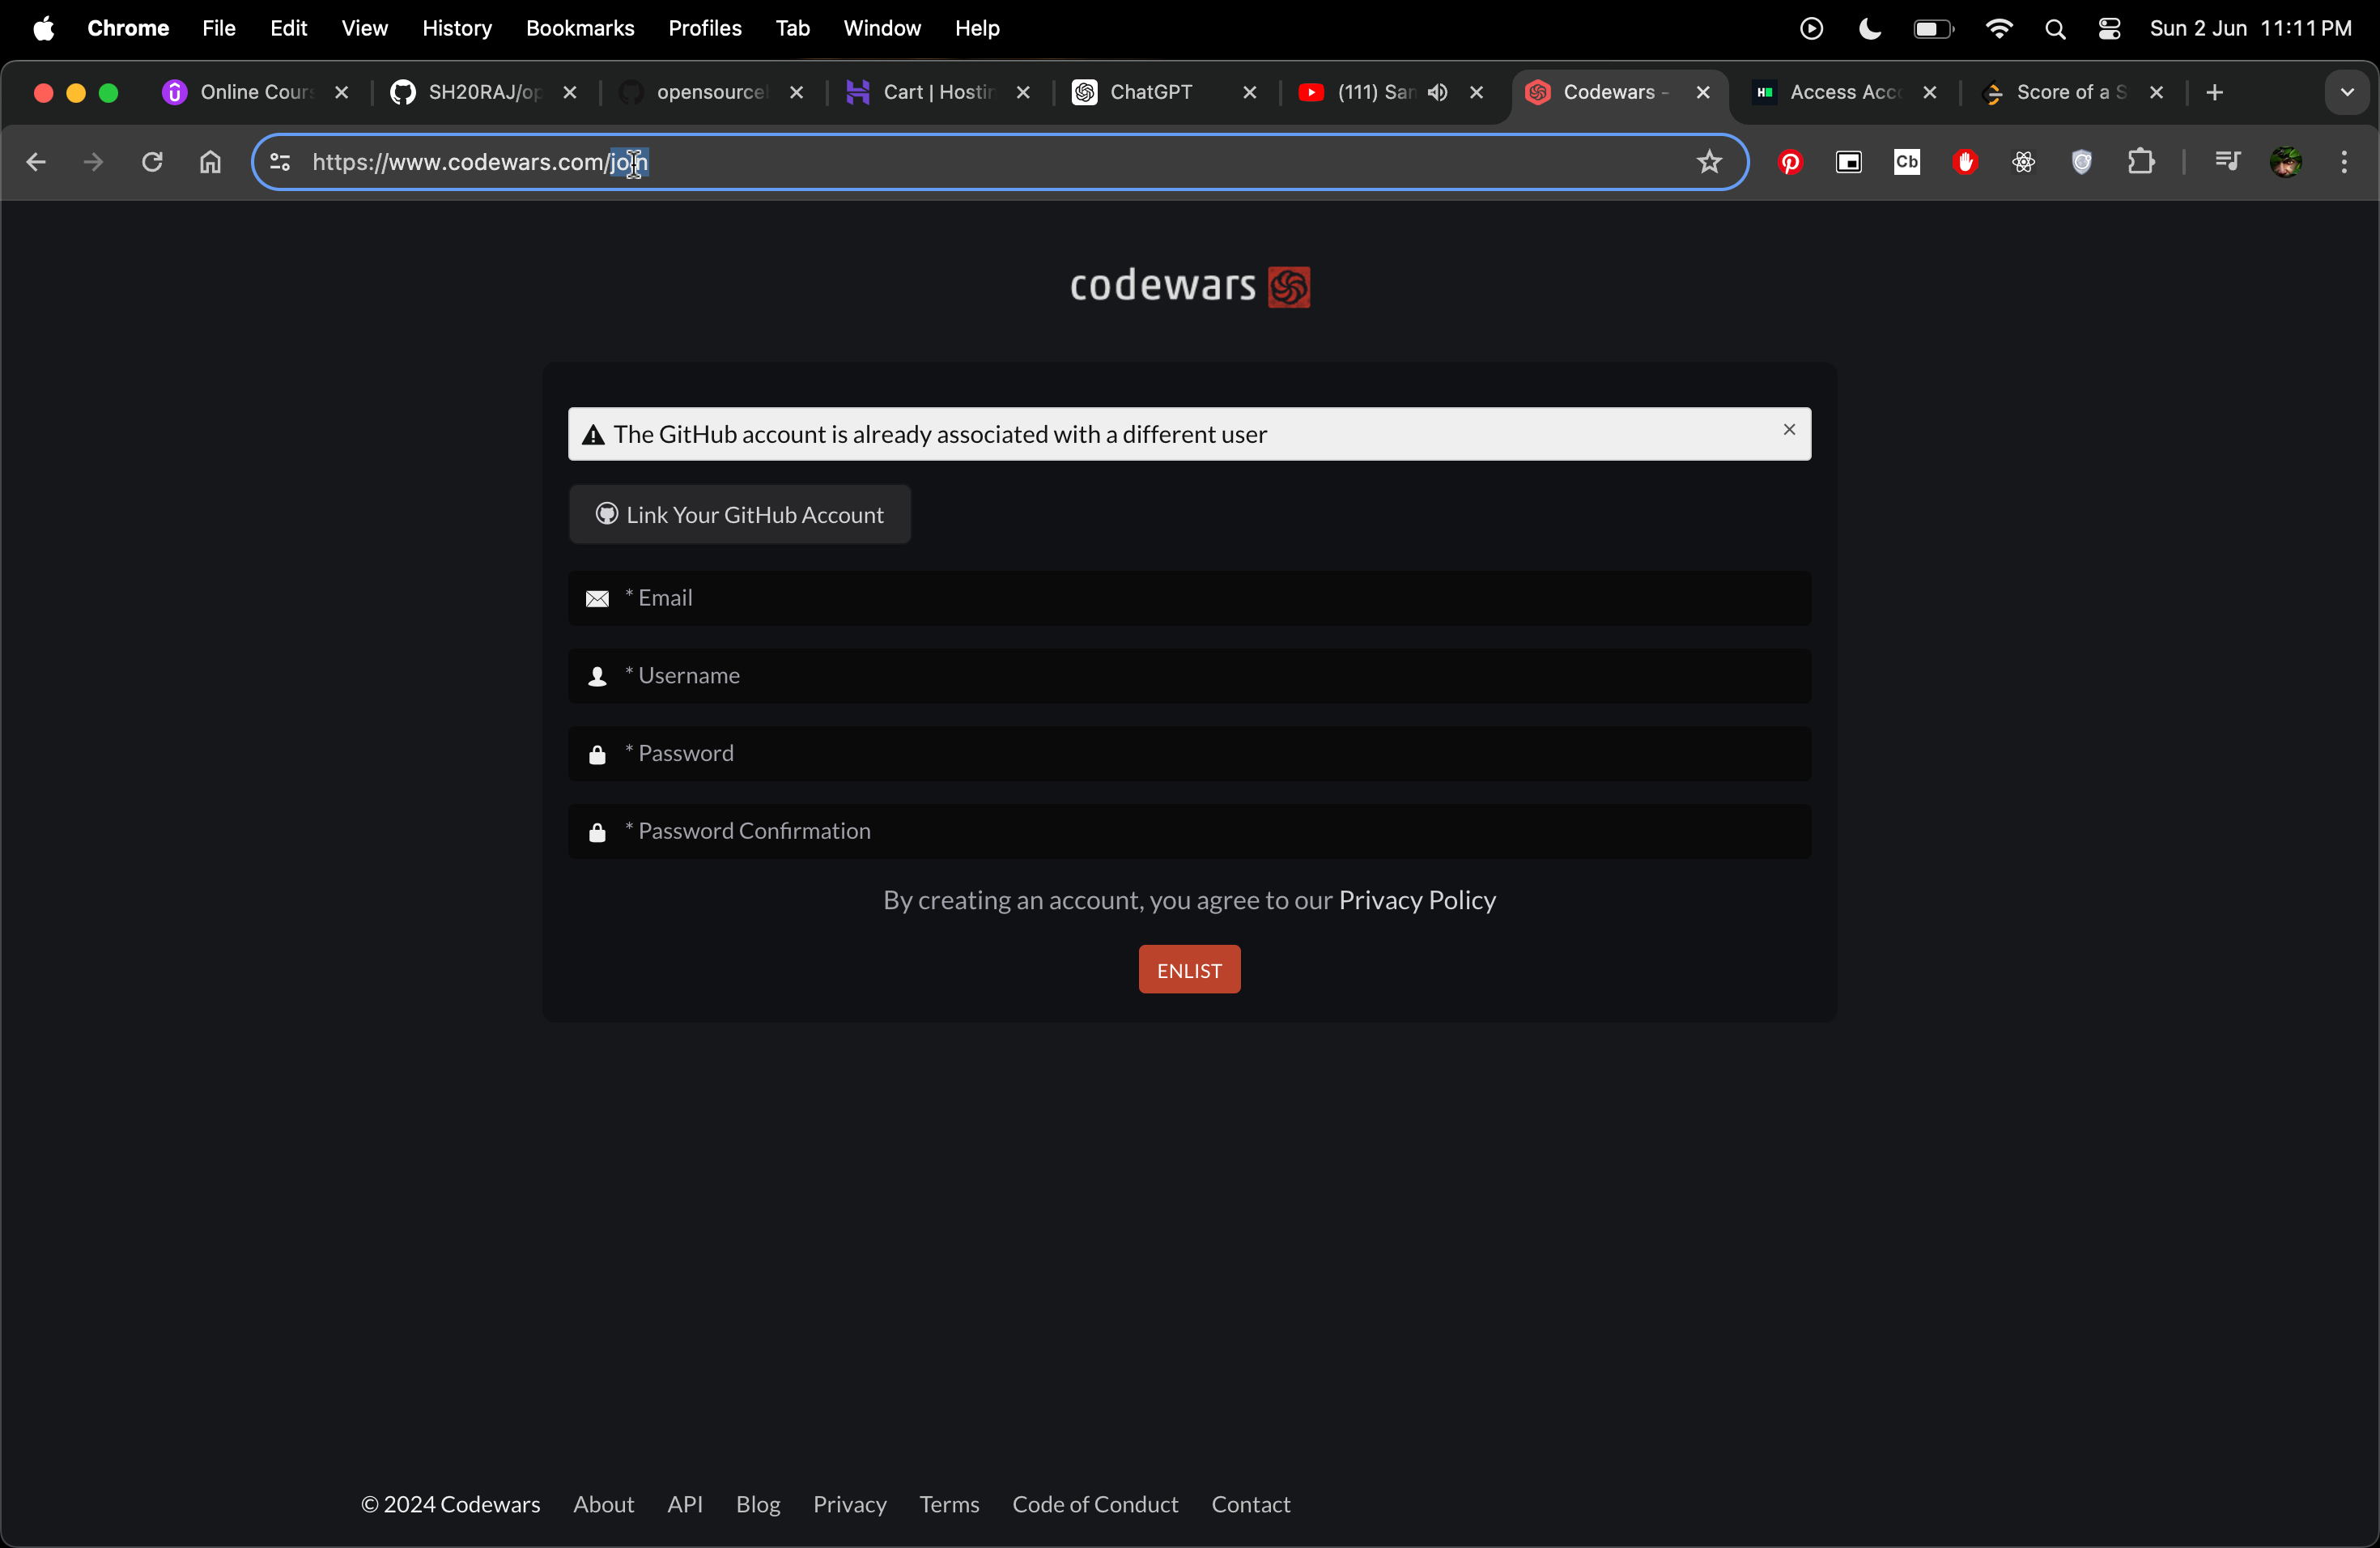 Chrome File Edit View History Bookmarks Profiles Tab Window Help Sun 2 Jun 11:11 PM
Online Cour SH20RAJ/op opensource Cart | Hostin ChatGPT (111) San Codewars - HR Access Acc Score of a S
https://www.codewars.com/join Cb
codewars
The GitHub account is already associated with a different user
Link Your GitHub Account
* Email
* Username
* Password
* Password Confirmation
By creating an account, you agree to our Privacy Policy
ENLIST
© 2024 Codewars About API Blog Privacy Terms Code of Conduct Contact